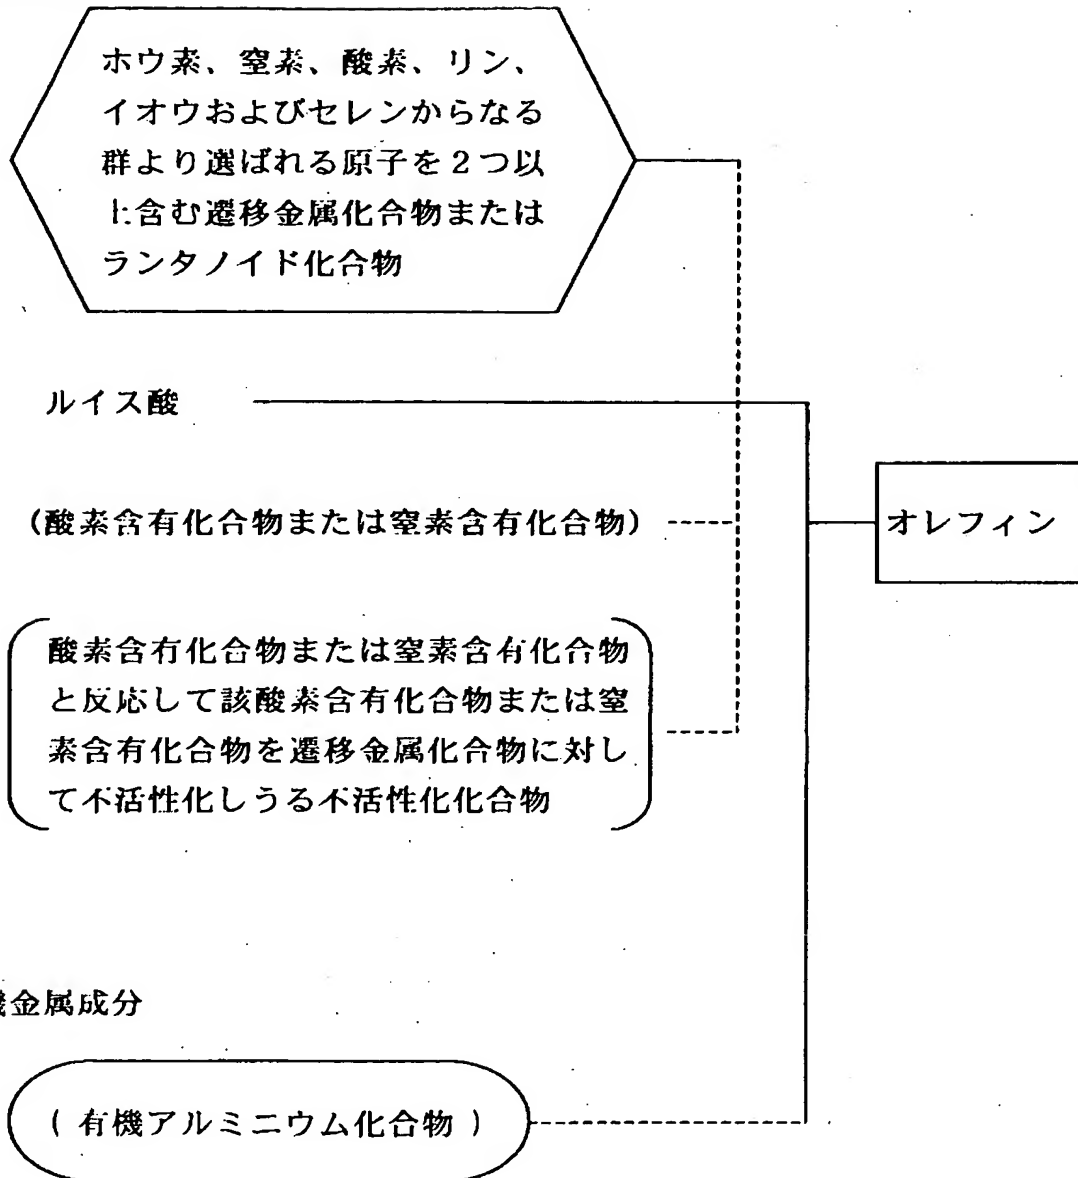 ホウ素、窒素、酸素、リン、
イオウおよびセレンからなる
群より選ばれる原子を2つ以
上含む遷移金属化合物または
ランタノイド化合物
ルイス酸
(酸素含有化合物または窒素含有化合物)
オレフィン
酸素含有化合物または窒素含有化合物
と反応して該酸素含有化合物または窒
素含有化合物を遷移金属化合物に対し
て不活性化しうる不活性化化合物
機金属成分
(有機アルミニウム化合物)